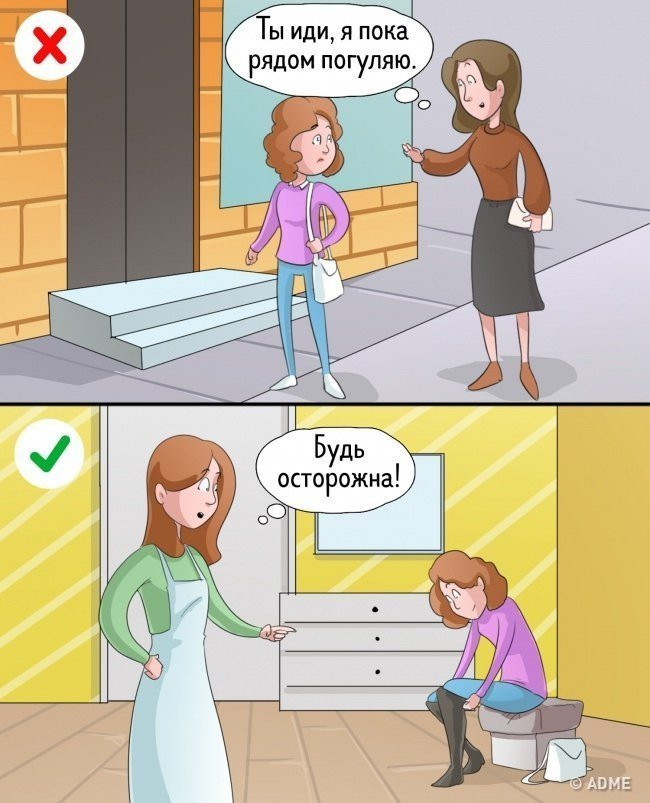 Ты иди, я пока
рядом погуляю.
Будь
осторожна!
© ADME